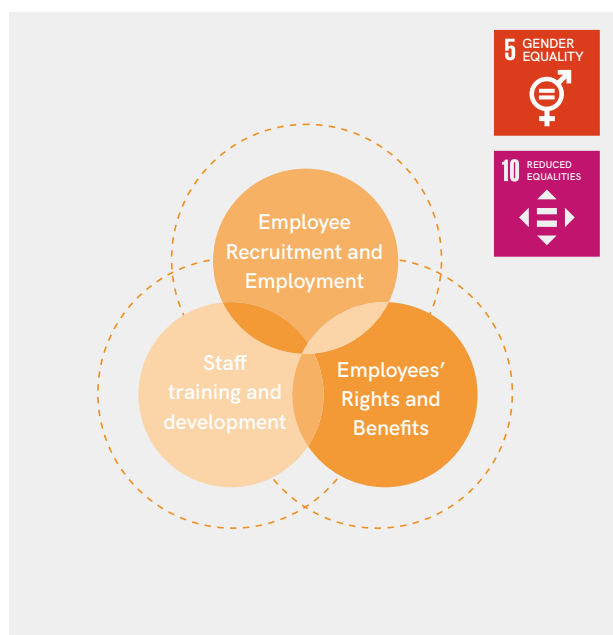 5 GENDER
EQUALITY
10 REDUCED
EQUALITIES
Employee
Recruitment and
Employment
Staff
training and
development
Employees’
Rights and
Benefits